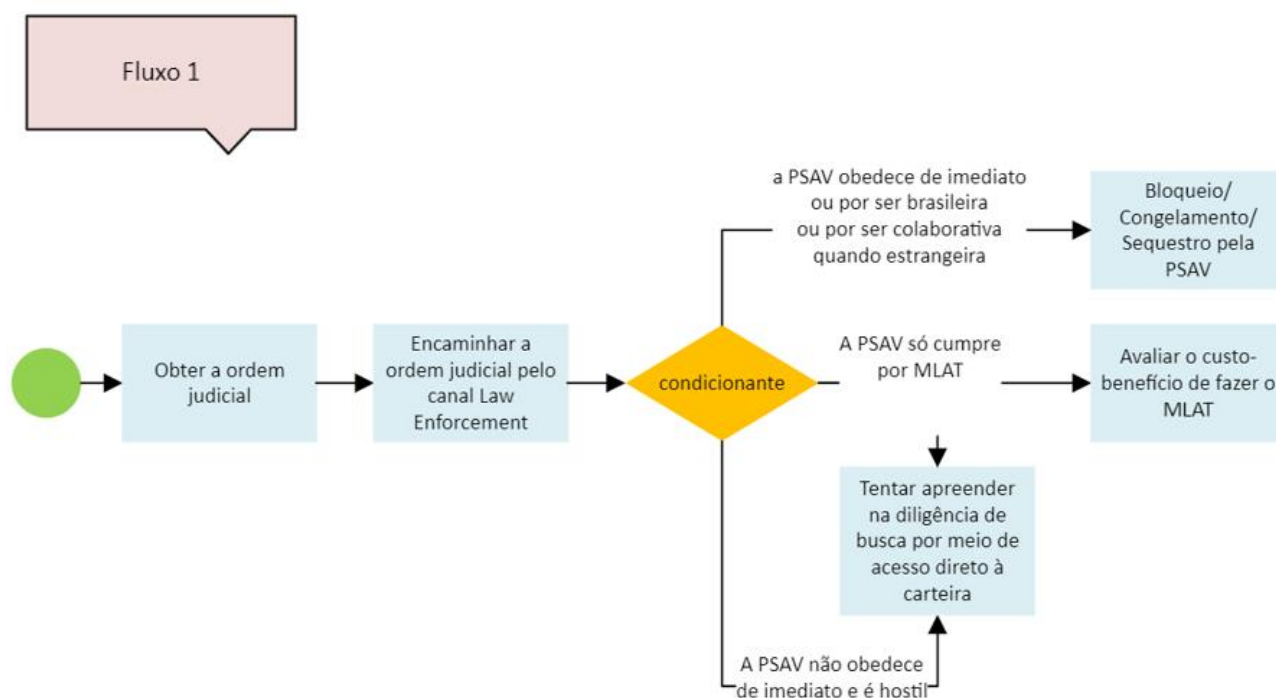 Fluxo 1
a PSAV obedece de imediato
ou por ser brasileira
ou por ser colaborativa
quando estrangeira
Bloqueio/
Congelamento/
Sequestro pela
PSAV
Obter a ordem
judicial
Encaminhar a
ordem judicial pelo
canal Law
Enforcement
condicionante
A PSAV só cumpre
por MLAT
Avaliar o custo-
benefício de fazer o
MLAT
Tentar apreender
na diligência de
busca por meio de
acesso direto à
carteira
A PSAV não obedece
de imediato e é hostil